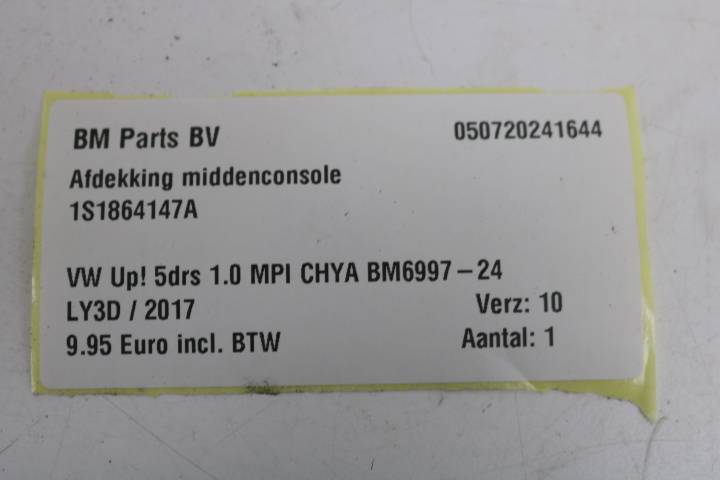 BM Parts BV 050720241644
Afdekking middenconsole
1S1864147A
VW Up! 5drs 1.0 MPI CHYA BM6997-24
LY3D / 2017 Verz: 10
9.95 Euro incl. BTW Aantal: 1